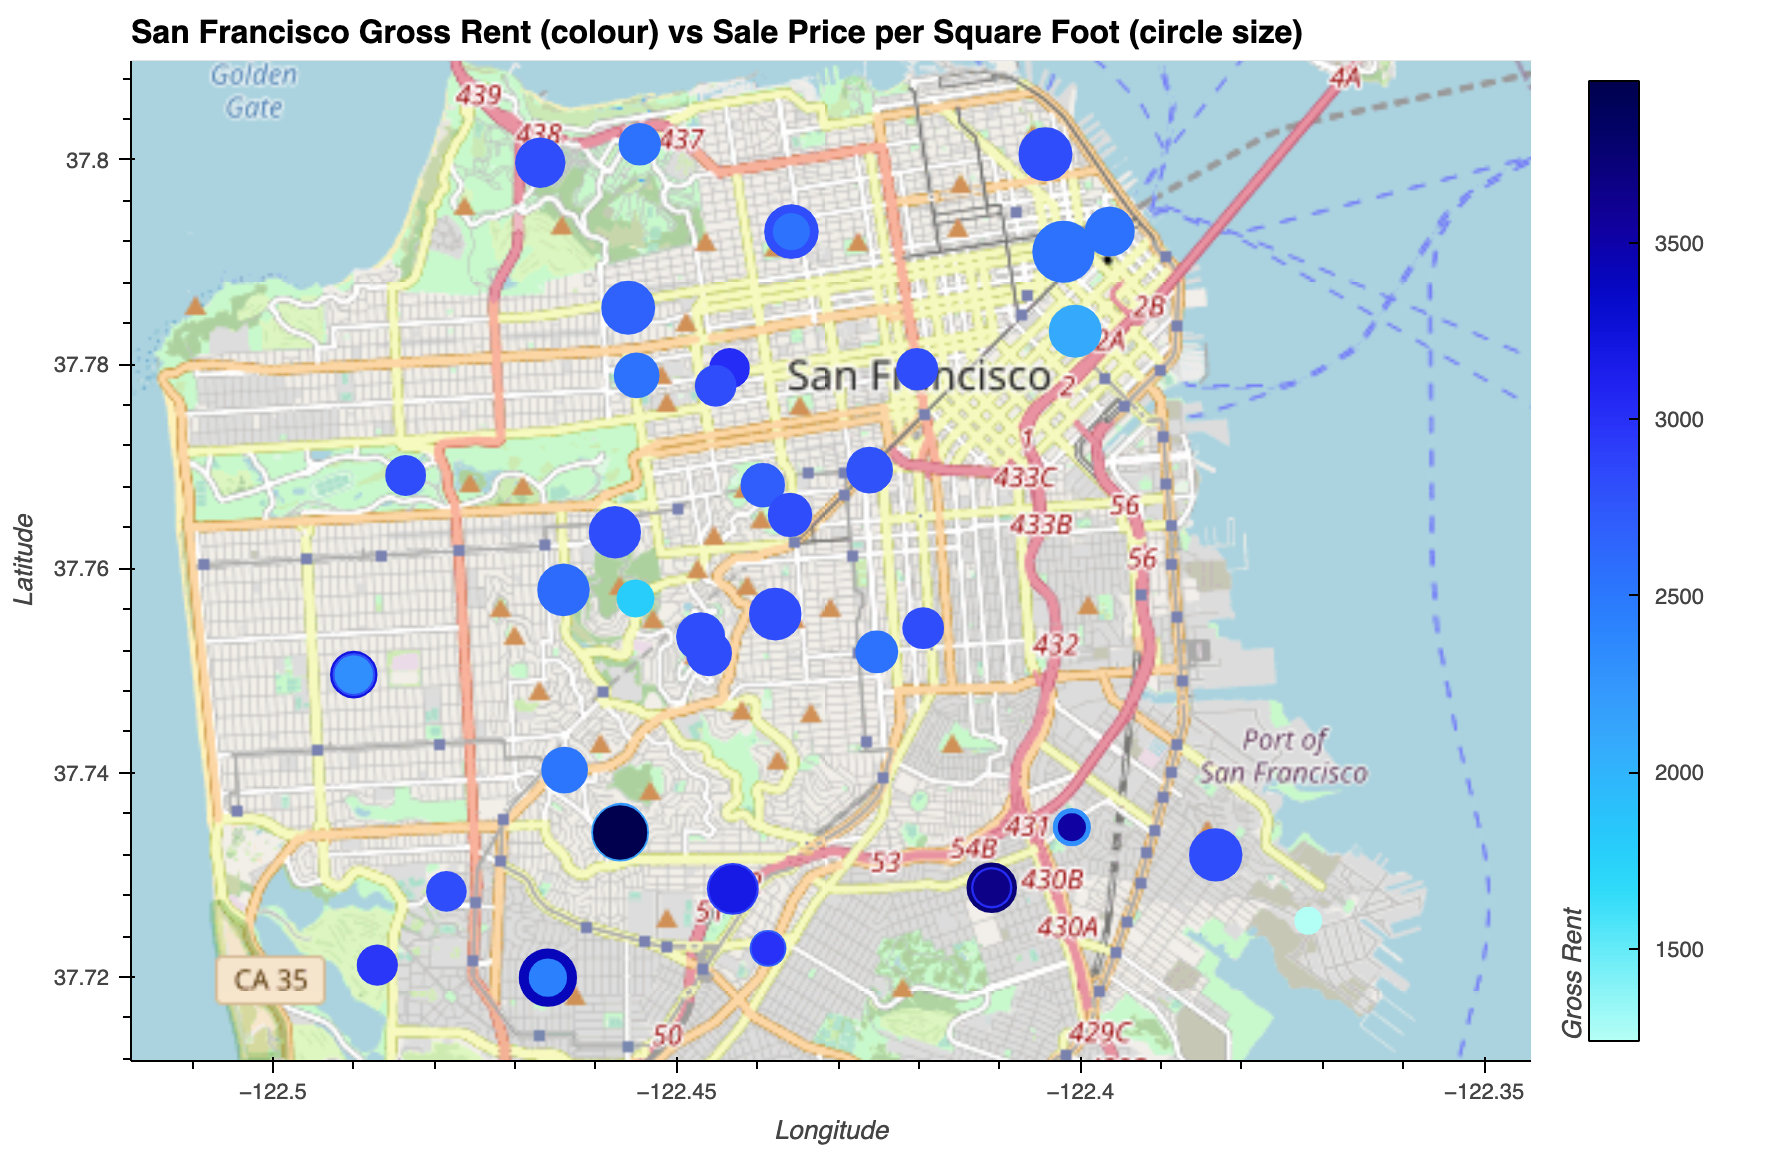 San Francisco Gross Rent (colour) vs Sale Price per Square Foot (circle size)
Golden
Gate
439
438
437
4A
37.8
2B
2A
37.78
San Francisco
2
1
433C
56
433B
56
37.76
432
Port of
San Francisco
37.74
431
54B
53
430B
51
430A
CA 35
37.72
50
429C
Latitude
−122.5
−122.45
−122.4
−122.35
Longitude
3500
3000
2500
2000
1500
Gross Rent